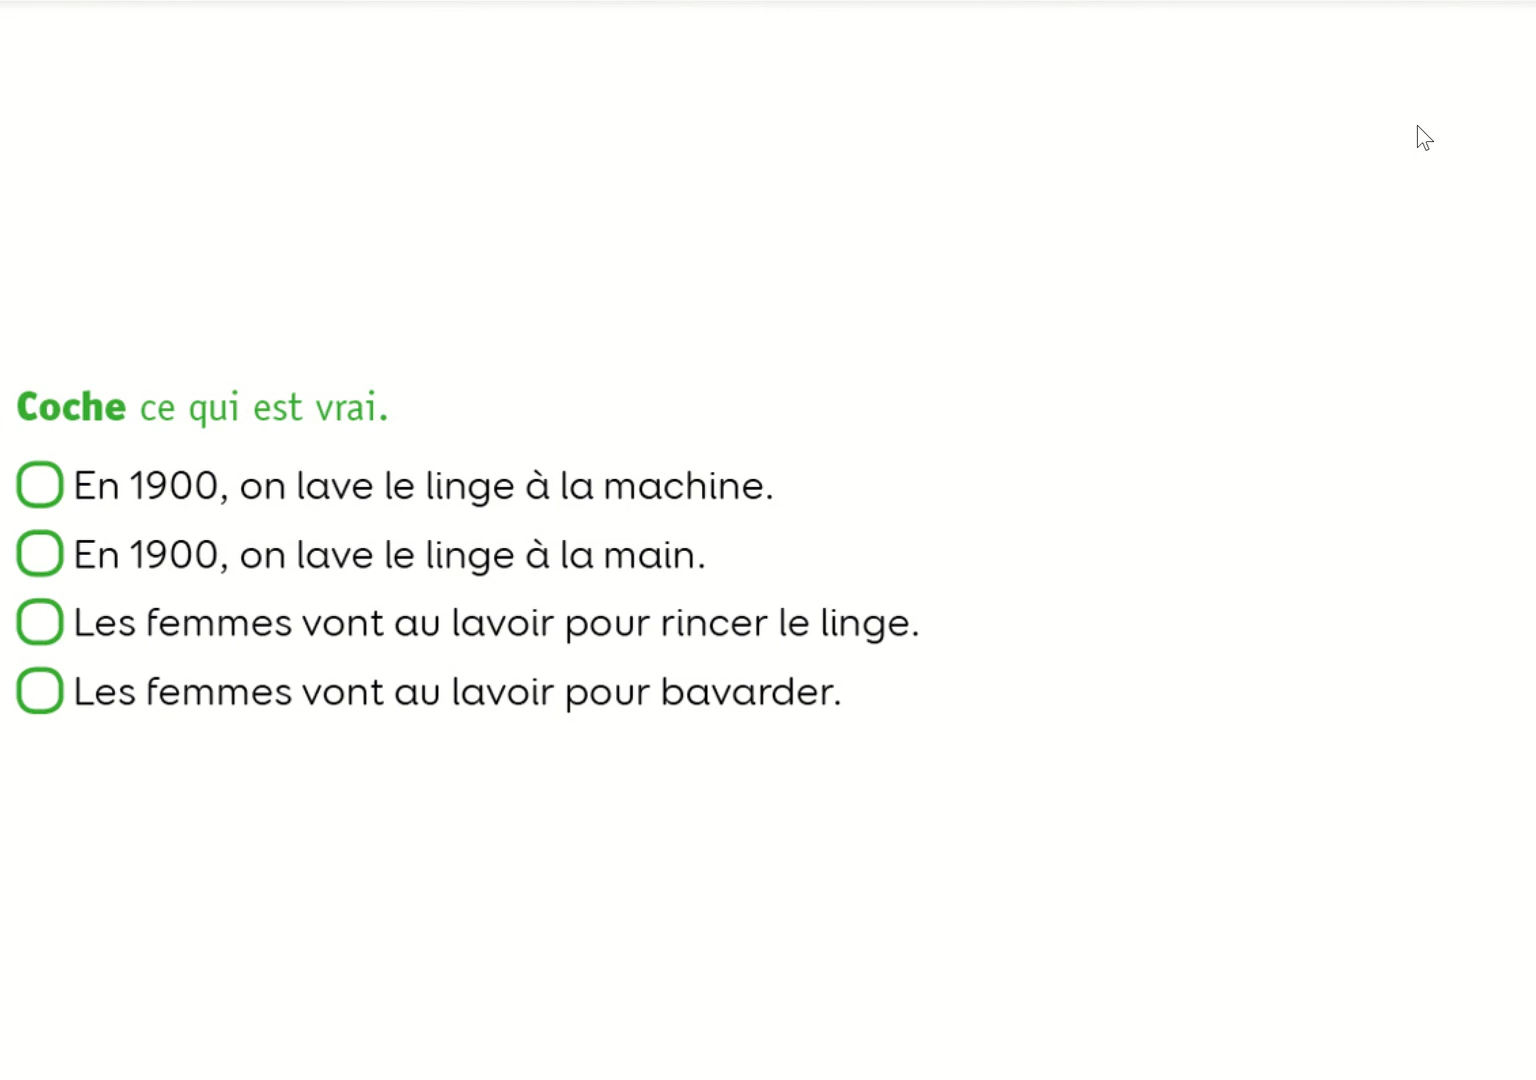 Coche ce qui est vrai.
En 1900, on lave le linge à la machine.
En 1900, on lave le linge à la main.
Les femmes vont au lavoir pour rincer le linge.
Les femmes vont au lavoir pour bavarder.